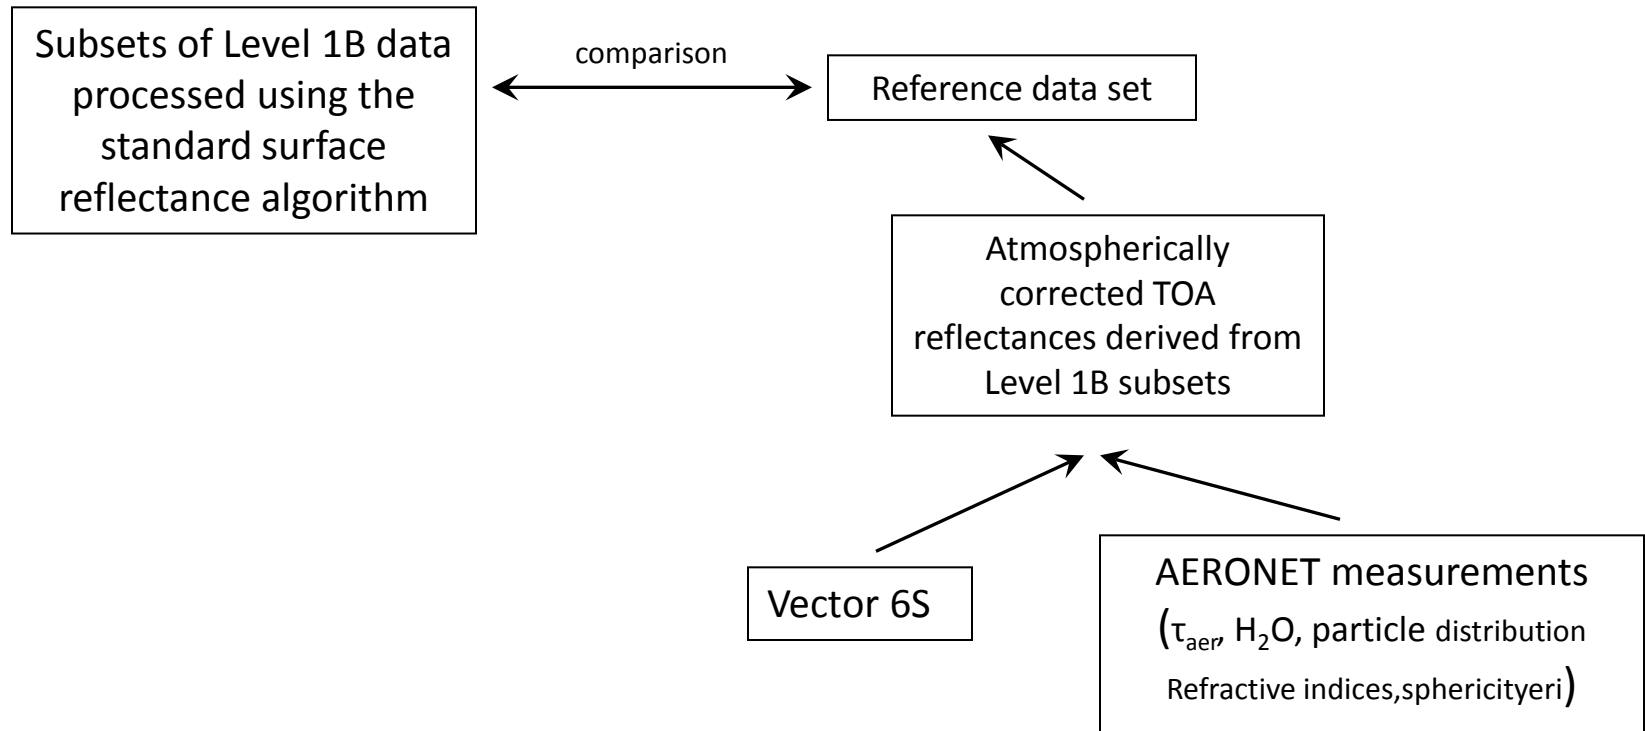 Subsets of Level 1B data
processed using the
standard surface
reflectance algorithm
comparison
Reference data set
Atmospherically
corrected TOA
reflectances derived from
Level 1B subsets
Vector 6S
AERONET measurements
(τaer, H2O, particle distribution
Refractive indices,sphericityeri)